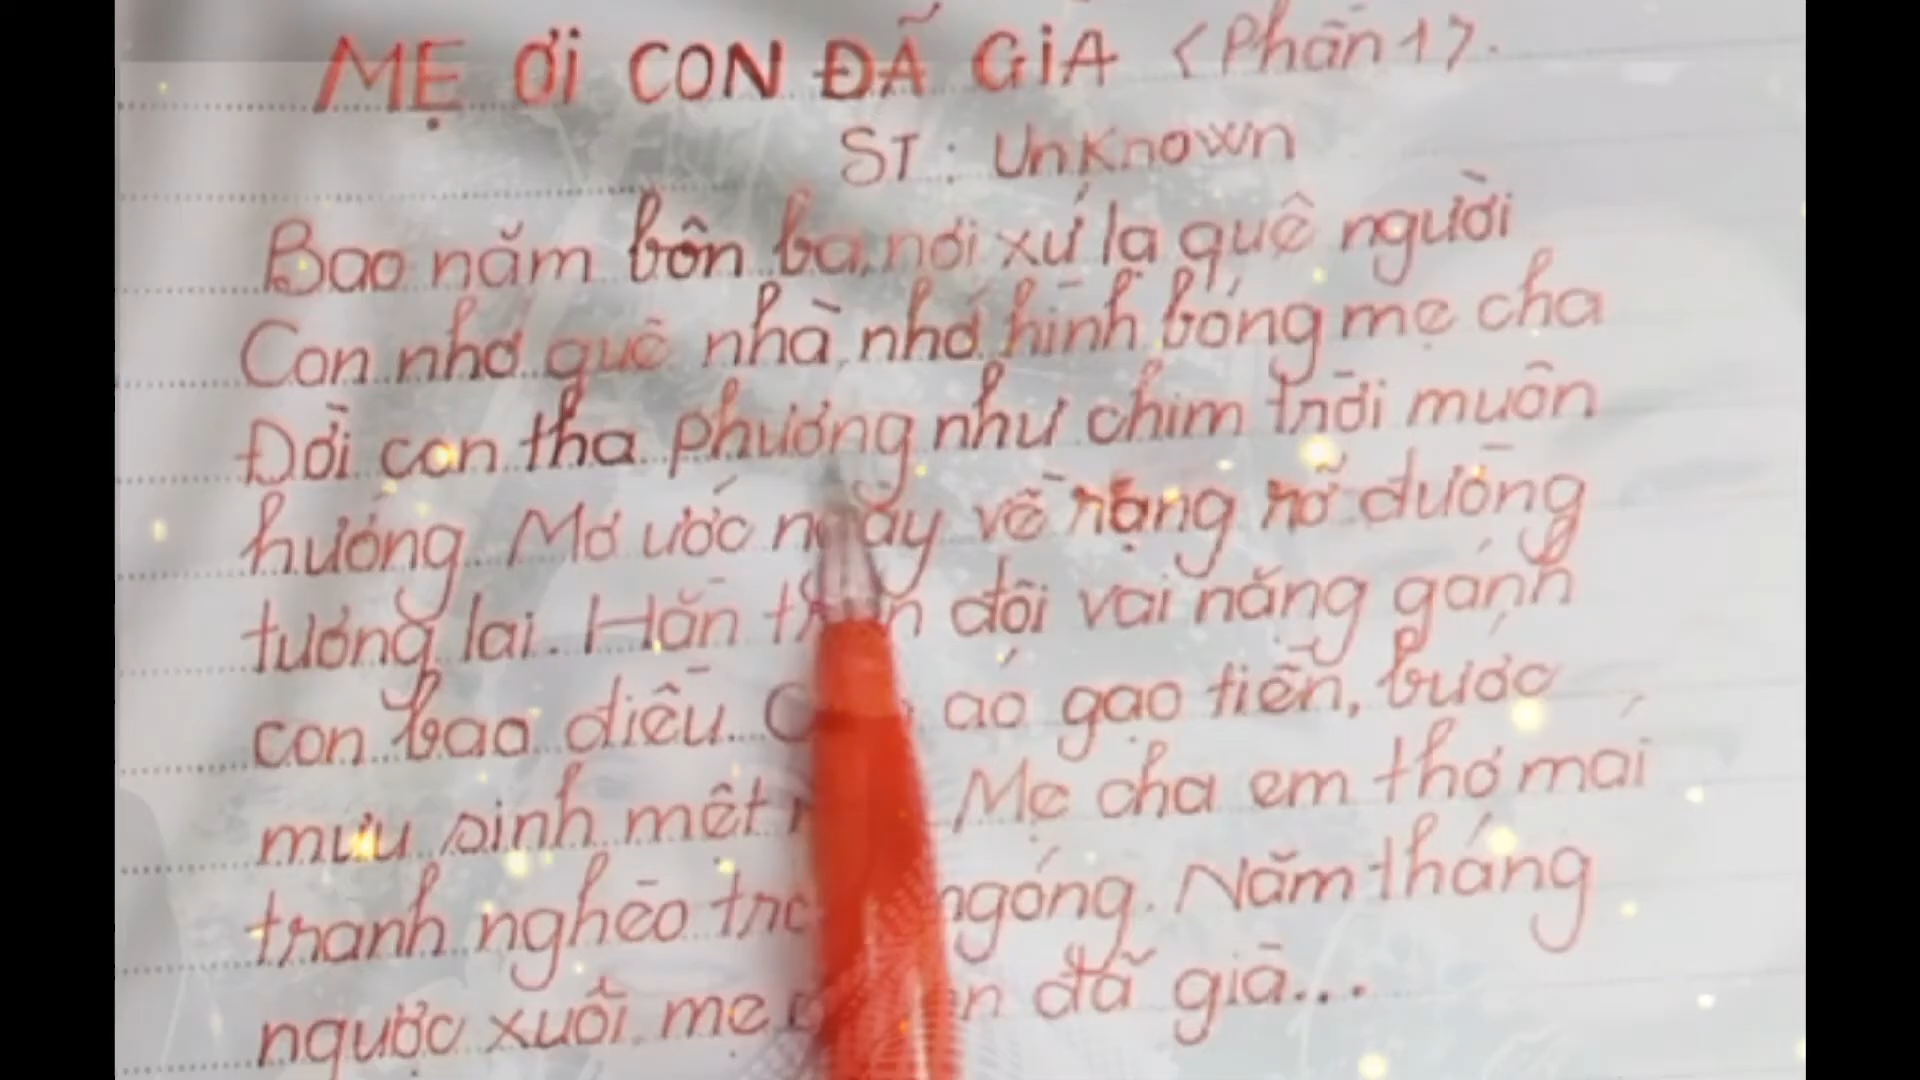 MẸ ơi CON ĐÃ GIÀ <Phần 1>.
ST: Unknown
Bao năm bôn ba, nơi xứ lạ quê người
Con nhớ quê nhà, nhớ hình bóng mẹ cha
Đời con tha phương như chim trời muôn
hướng. Mơ ước ngày về rạng rỡ đường
tương lai. Hằn trên đôi vai nặng gánh
con bao điều. áo gạo tiền, bước
mưu sinh mệt Mẹ cha em thơ mái
tranh nghèo ngóng. Năm tháng
ngược xuôi mẹ đã già...